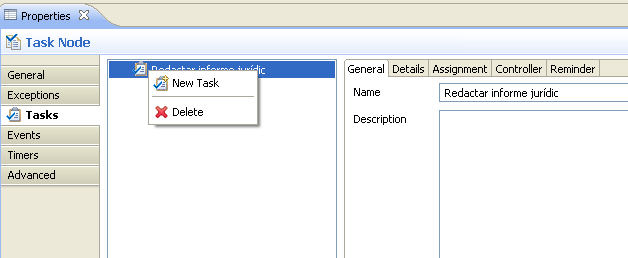 Properties
Task Node
General
Exceptions
Tasks
Events
Timers
Advanced
Redactar informe jurídic
New Task
Delete
General Details Assignment Controller Reminder
Name Redactar informe jurídic
Description